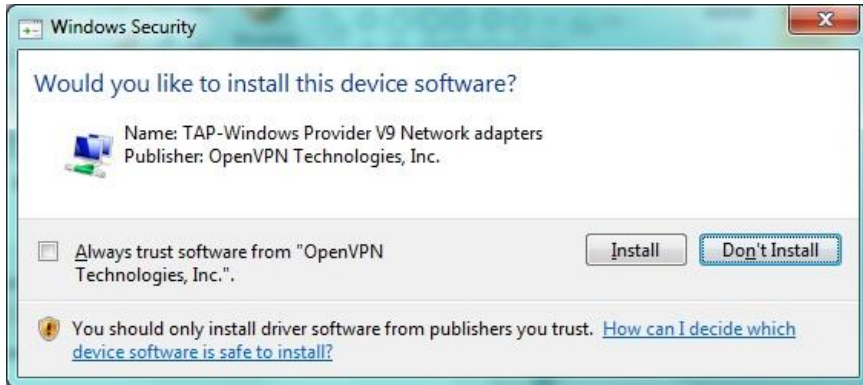 Windows Security
Would you like to install this device software?
Name: TAP-Windows Provider V9 Network adapters
Publisher: OpenVPN Technologies, Inc.
Always trust software from "OpenVPN
Technologies, Inc.".
Install
Don't Install
You should only install driver software from publishers you trust. How can I decide which
device software is safe to install?